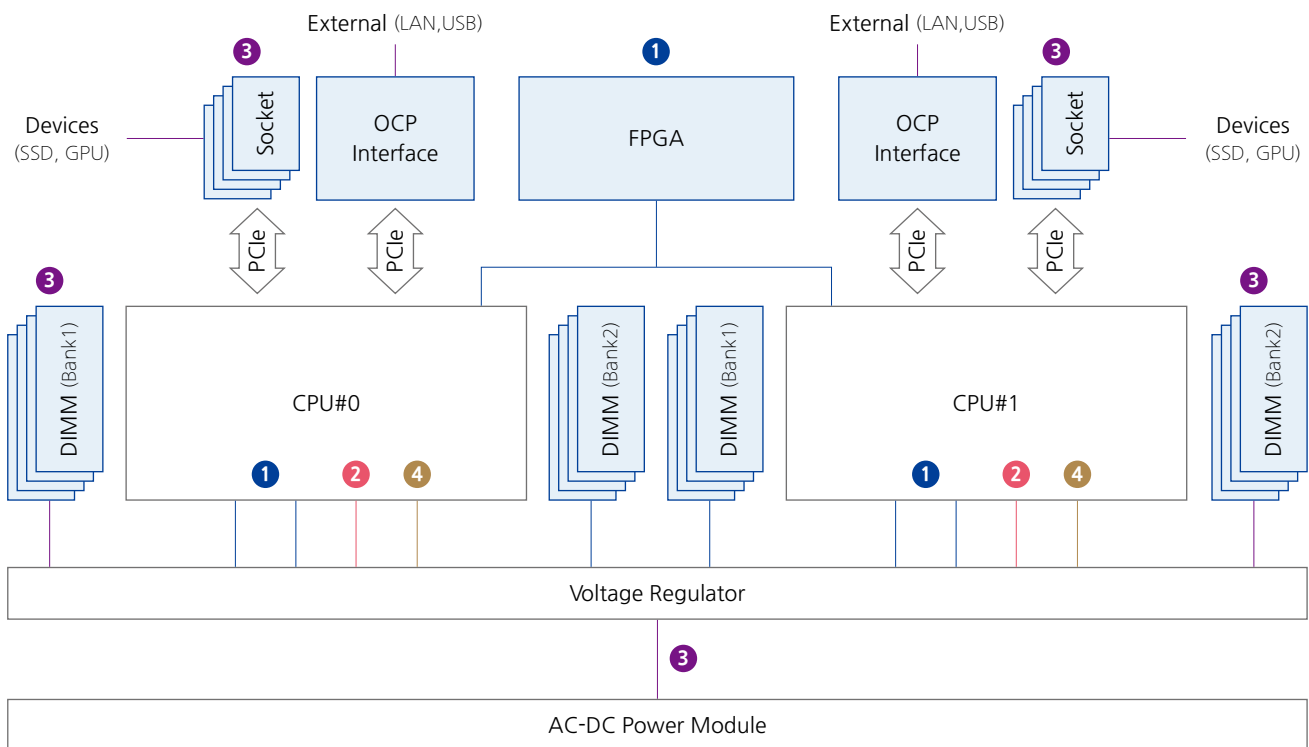 External (LAN,USB)
External (LAN,USB)
3
1
3
Socket
OCP
Interface
FPGA
OCP
Interface
Socket
Devices
(SSD, GPU)
Devices
(SSD, GPU)
PCIe
PCIe
PCIe
PCIe
3
3
DIMM (Bank1)
CPU#0
DIMM (Bank2)
DIMM (Bank1)
CPU#1
DIMM (Bank2)
1
2
4
1
2
4
Voltage Regulator
3
AC-DC Power Module